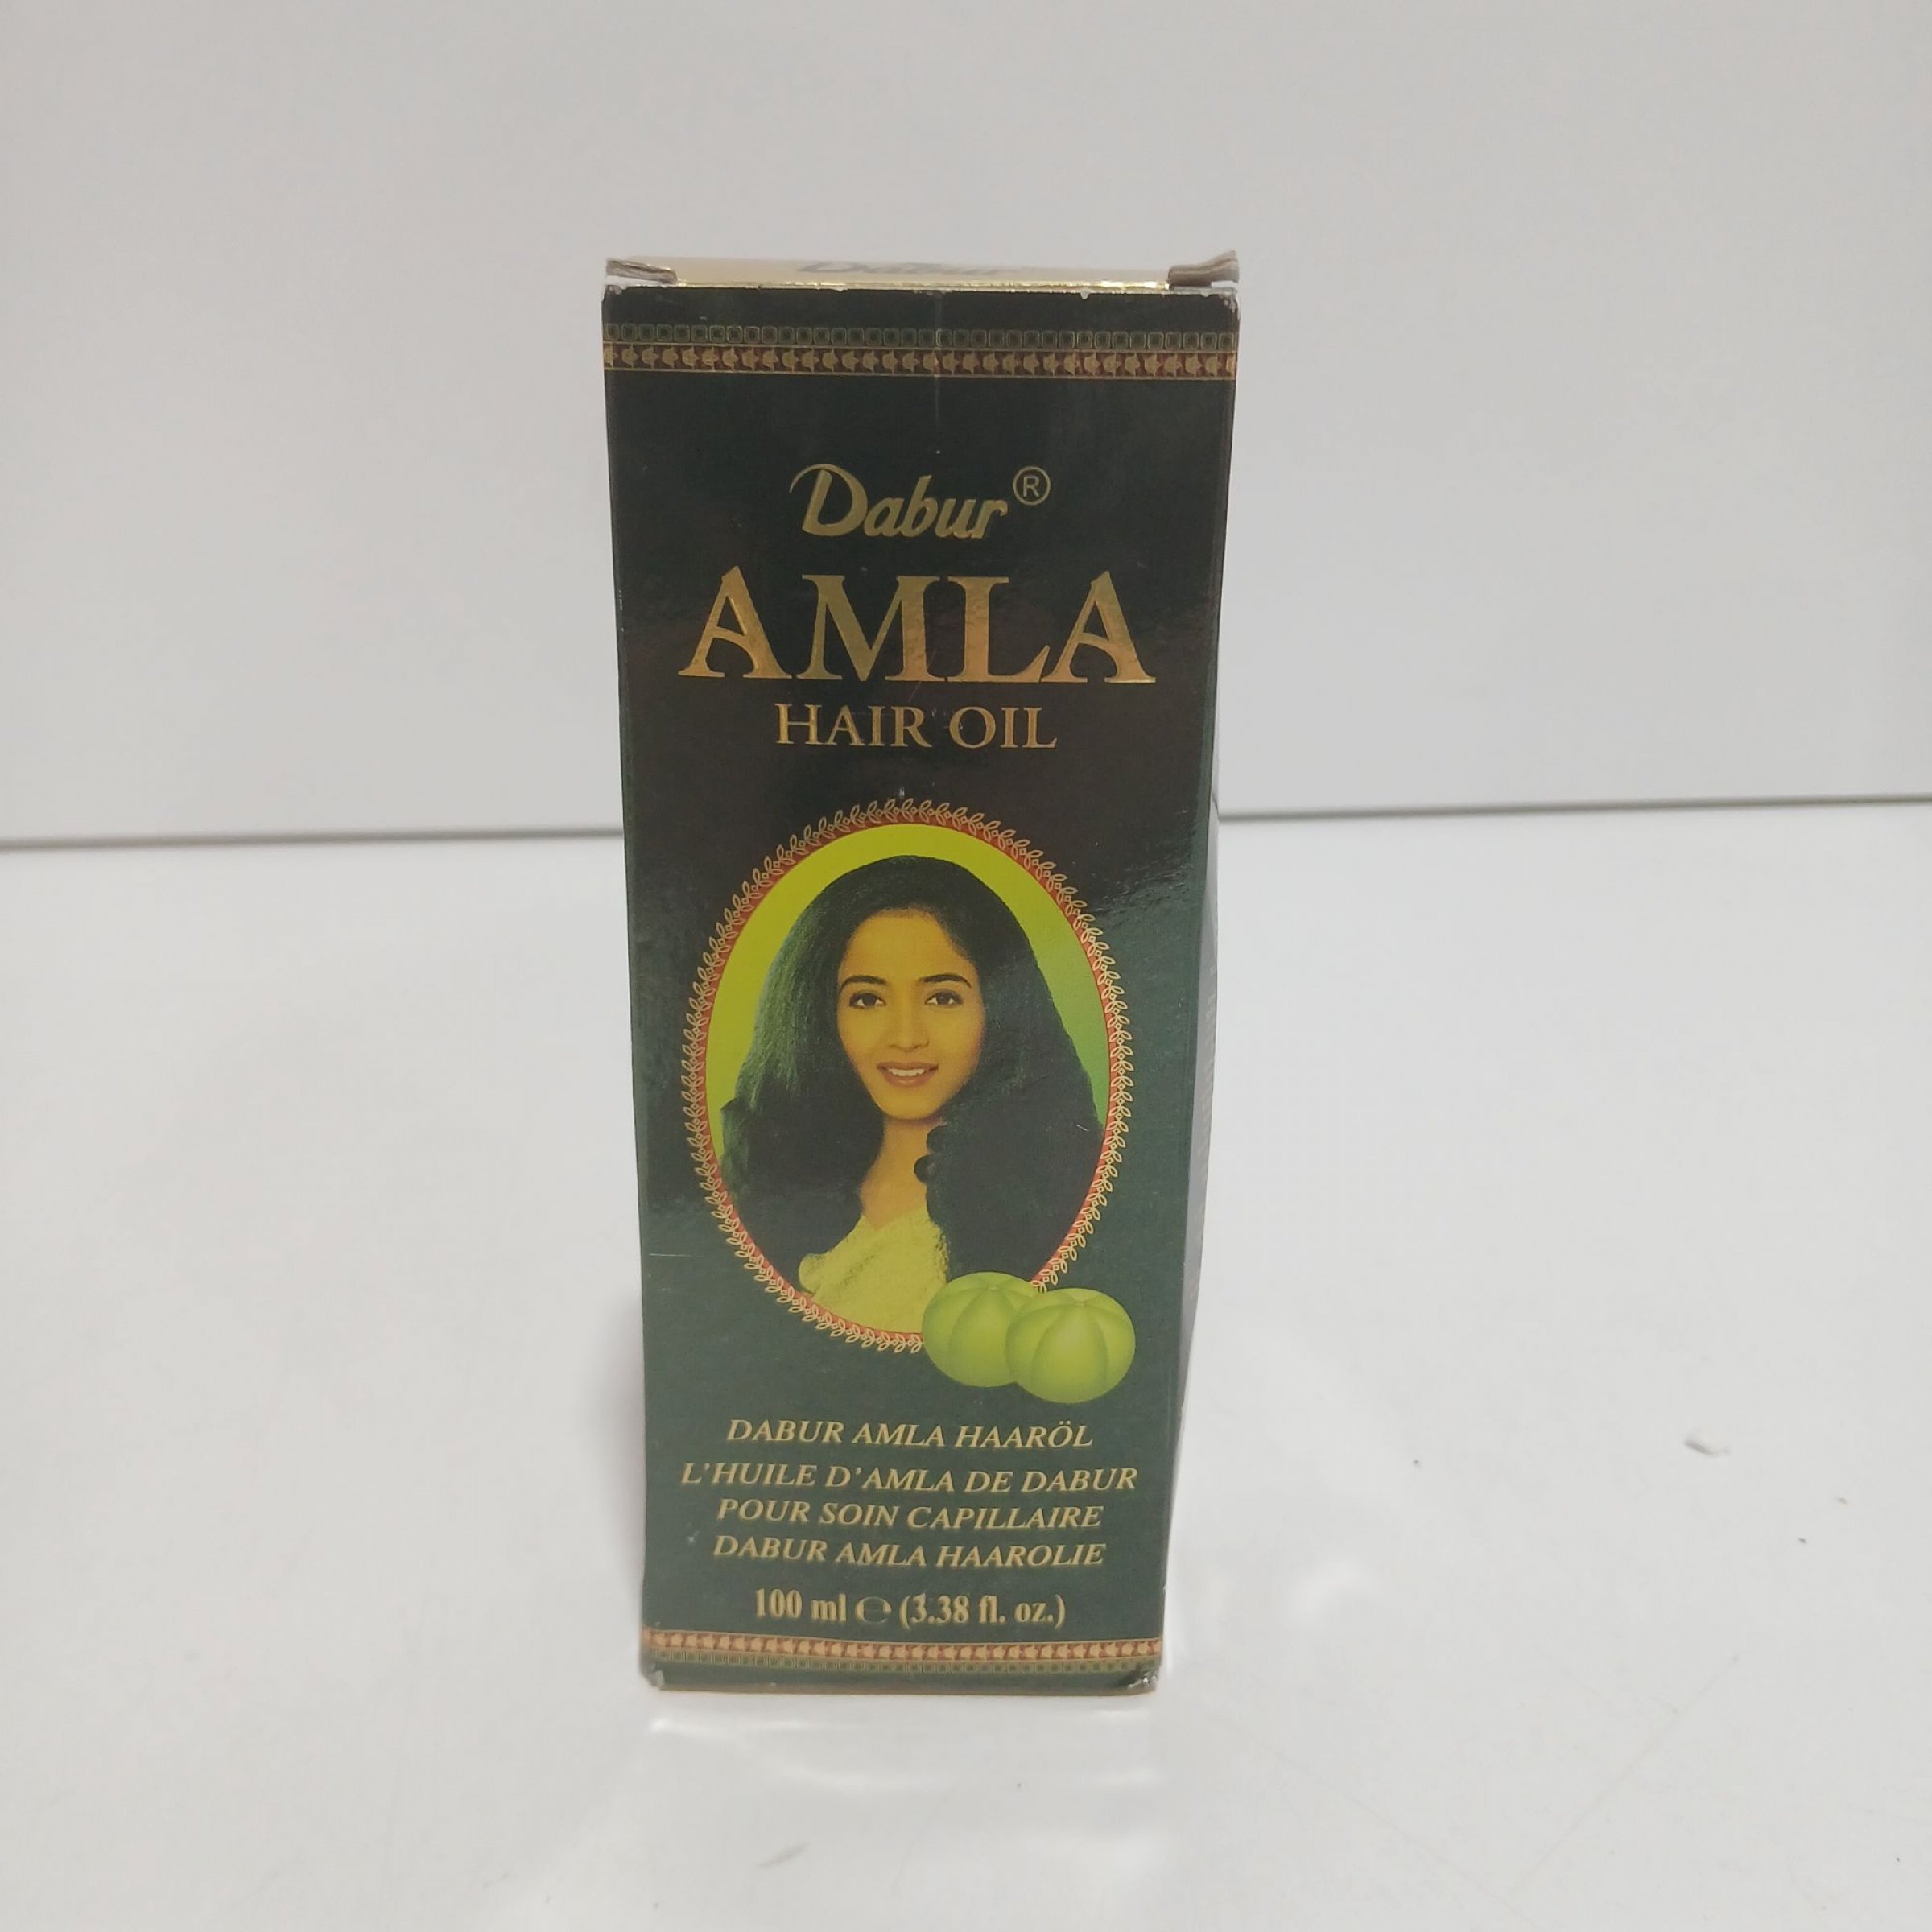 Dabur
Dabur®
AMLA
HAIR OIL
DABUR AMLA HAARÖL
L'HUILE D'AMLA DE DABUR
POUR SOIN CAPILLAIRE
DABUR AMLA HAAROLIE
100 ml ℮ (3.38 fl. oz.)